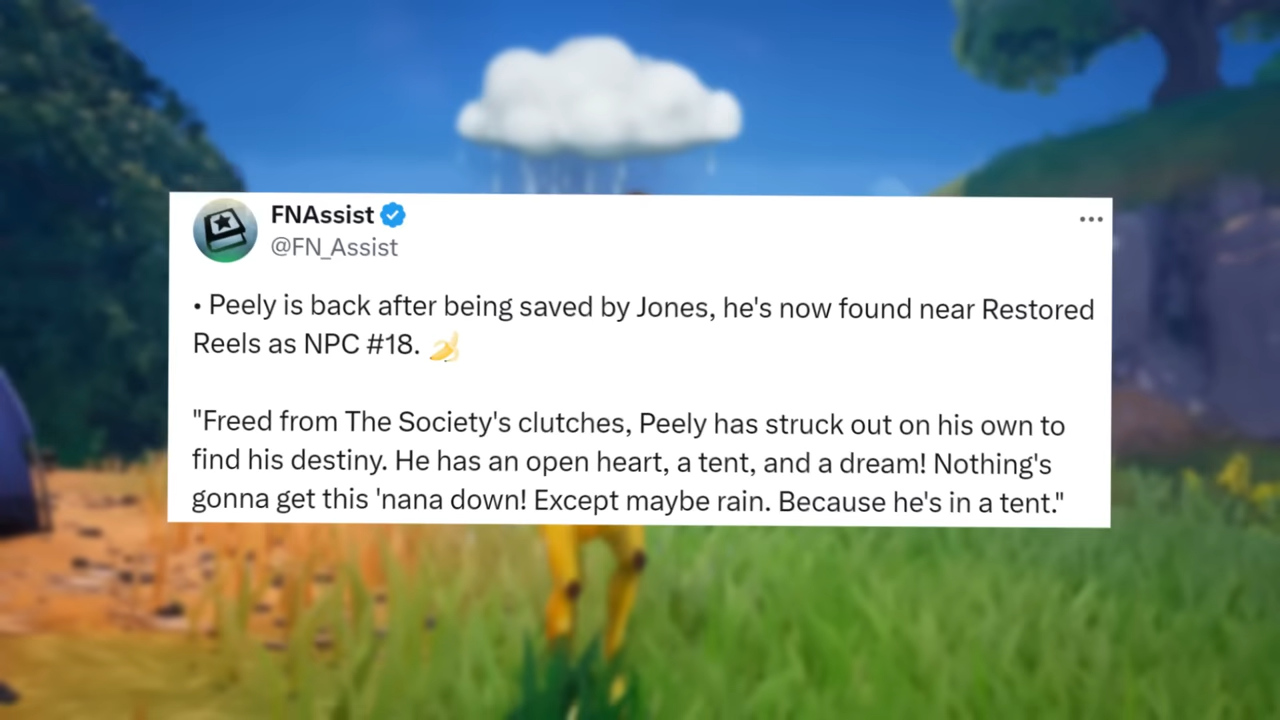 FNAssist
@FN_Assist
• Peely is back after being saved by Jones, he's now found near Restored
Reels as NPC #18. 🍌
"Freed from The Society's clutches, Peely has struck out on his own to
find his destiny. He has an open heart, a tent, and a dream! Nothing's
gonna get this 'nana down! Except maybe rain. Because he's in a tent."